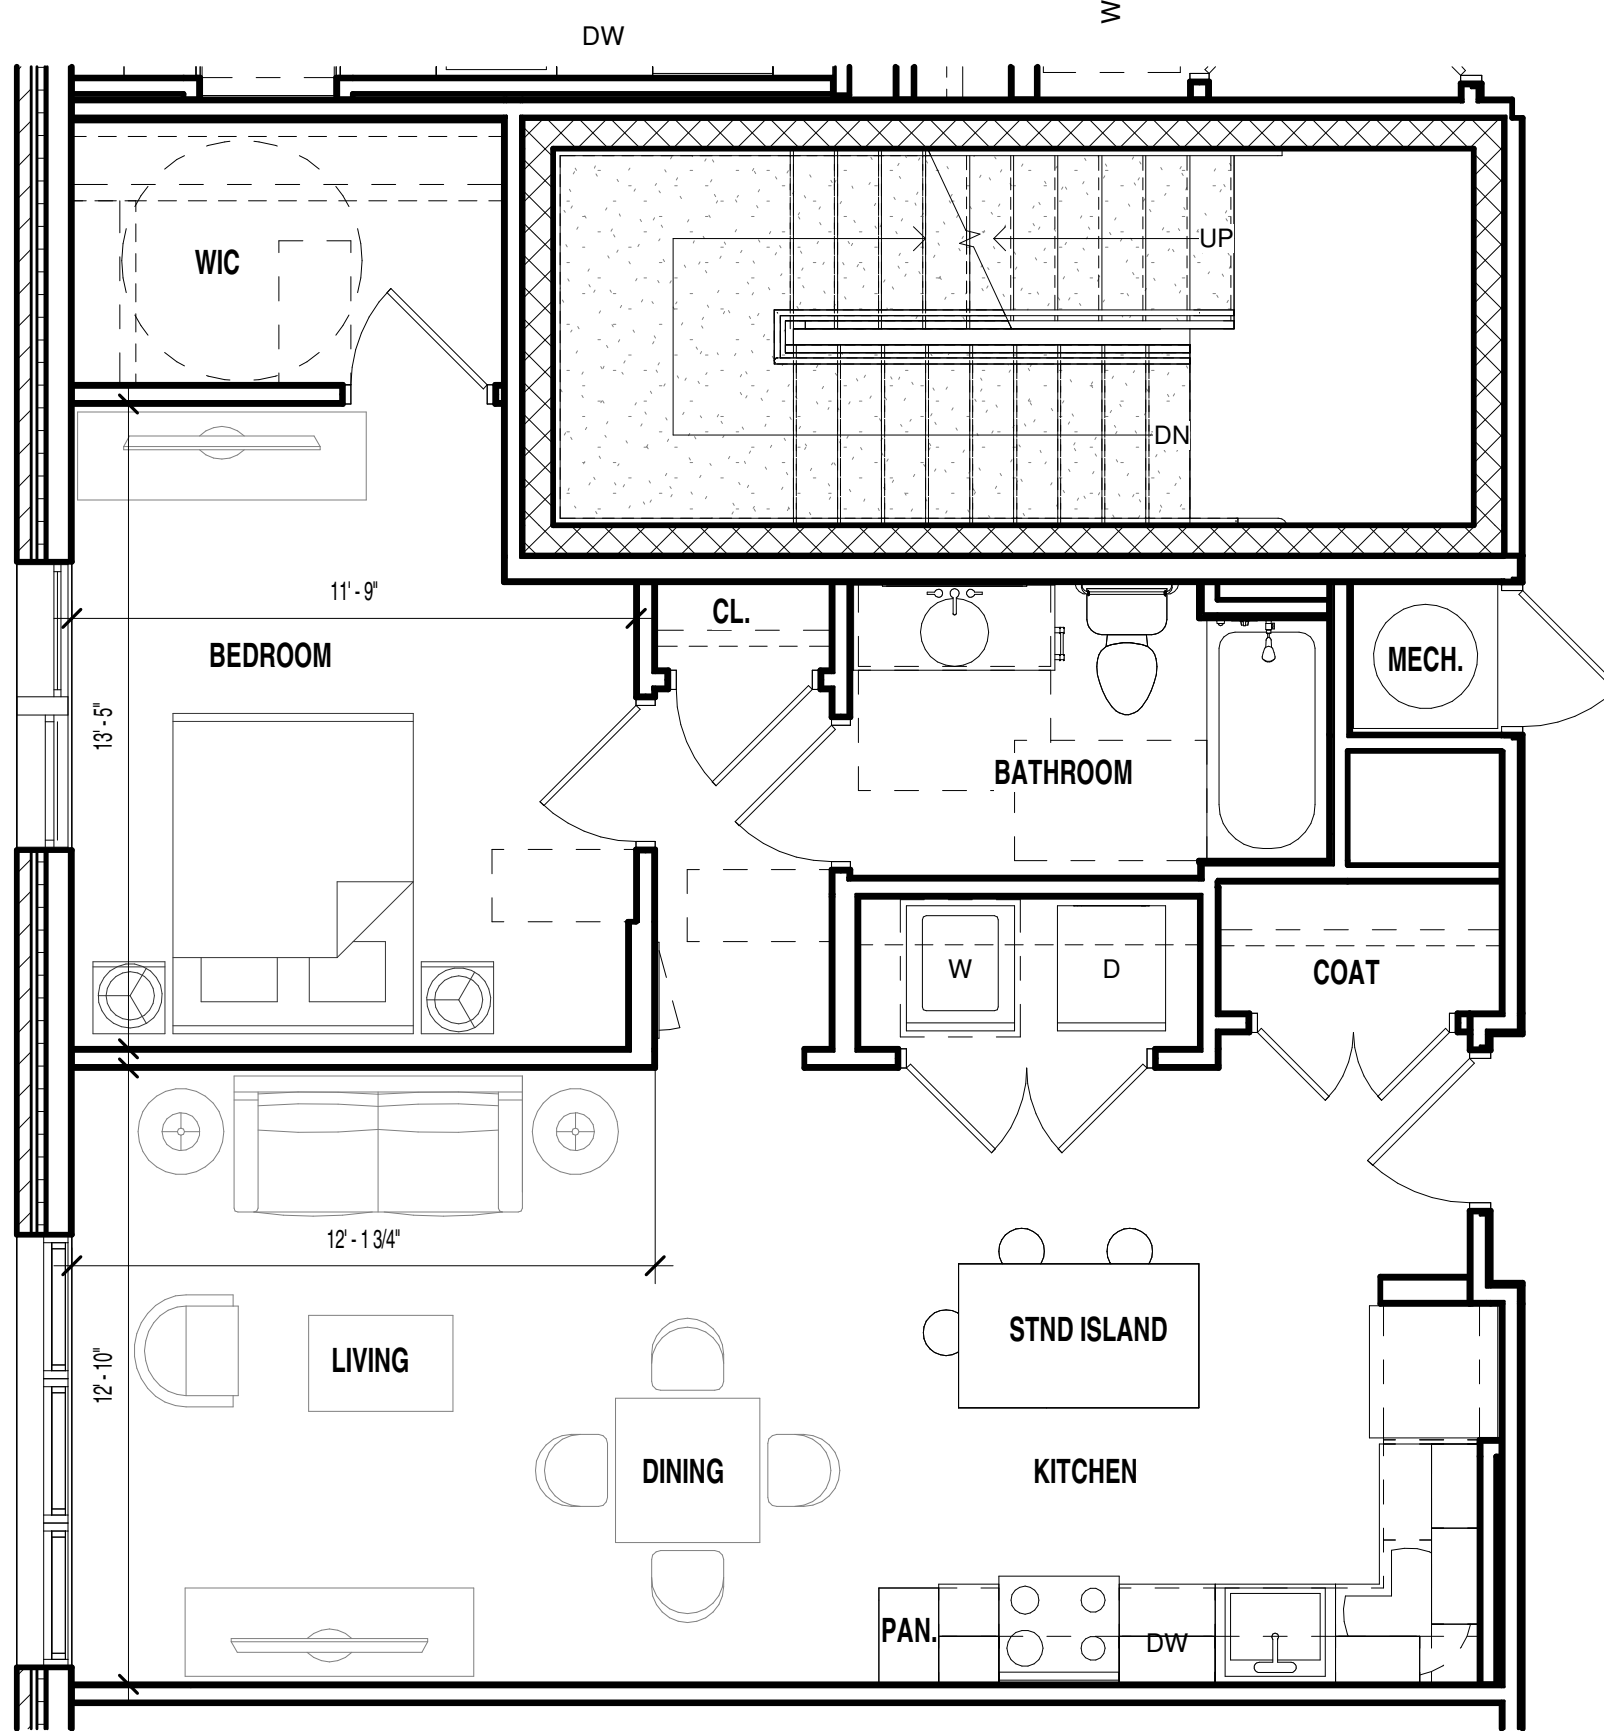 W
DW
UP
WIC
DN
11' - 9"
CL.
BEDROOM
MECH.
13' - 5"
BATHROOM
W
D
COAT
12' - 1 3/4"
STND ISLAND
LIVING
12' - 10"
DINING
KITCHEN
PAN.
DW